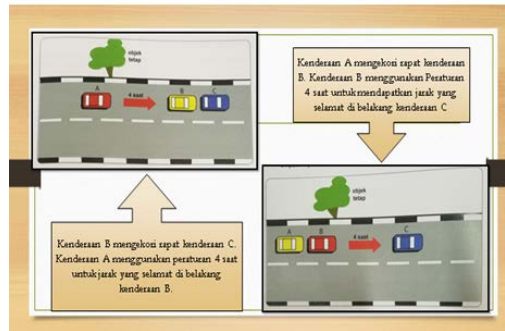 objek
tetap
A
4 saat
B
C
Kenderaan A mengekori rapat kenderaan
B. Kenderaan B menggunakan Peraturan
4 saat untuk mendapatkan jarak yang
selamat di belakang kenderaan C
Kenderaan B mengekori rapat kenderaan C.
Kenderaan A menggunakan peraturan 4 saat
untuk jarak yang selamat di belakang
kenderaan B.
objek
tetap
A
B
4 saat
C